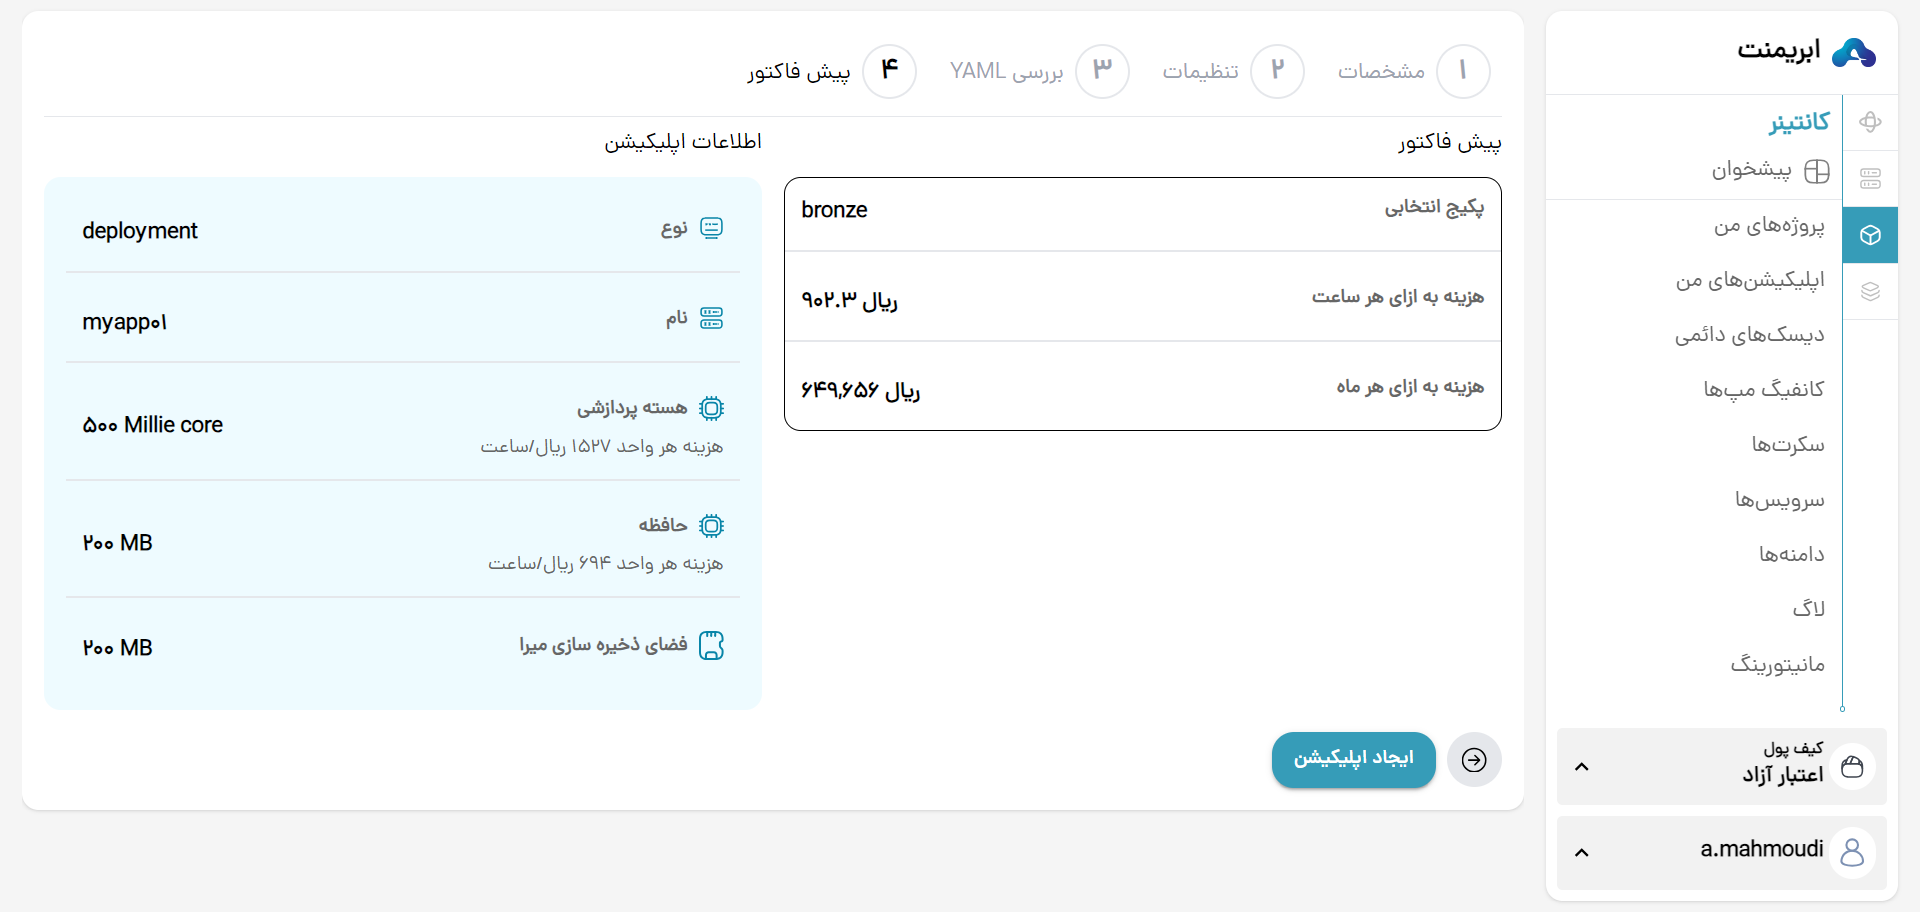 ابریمنت
کانتینر
پیشخوان
پروژه‌های من
اپلیکیشن‌های من
دیسک‌های دائمی
کانفیگ مپ‌ها
سکرت‌ها
سرویس‌ها
دامنه‌ها
لاگ
مانیتورینگ
کیف پول
اعتبار آزاد
a.mahmoudi
۱ مشخصات
۲ تنظیمات
۳ بررسی YAML
۴ پیش فاکتور
پیش فاکتور
پکیج انتخابی
bronze
هزینه به ازای هر ساعت
۹۰۲.۳ ریال
هزینه به ازای هر ماه
۶۴۹,۶۵۶ ریال
اطلاعات اپلیکیشن
نوع
deployment
نام
myapp۰۱
هسته پردازشی
هزینه هر واحد ۱۵۲۷ ریال/ساعت
۵۰۰ Millie core
حافظه
هزینه هر واحد ۶۹۴ ریال/ساعت
۲۰۰ MB
فضای ذخیره سازی میرا
۲۰۰ MB
ایجاد اپلیکیشن